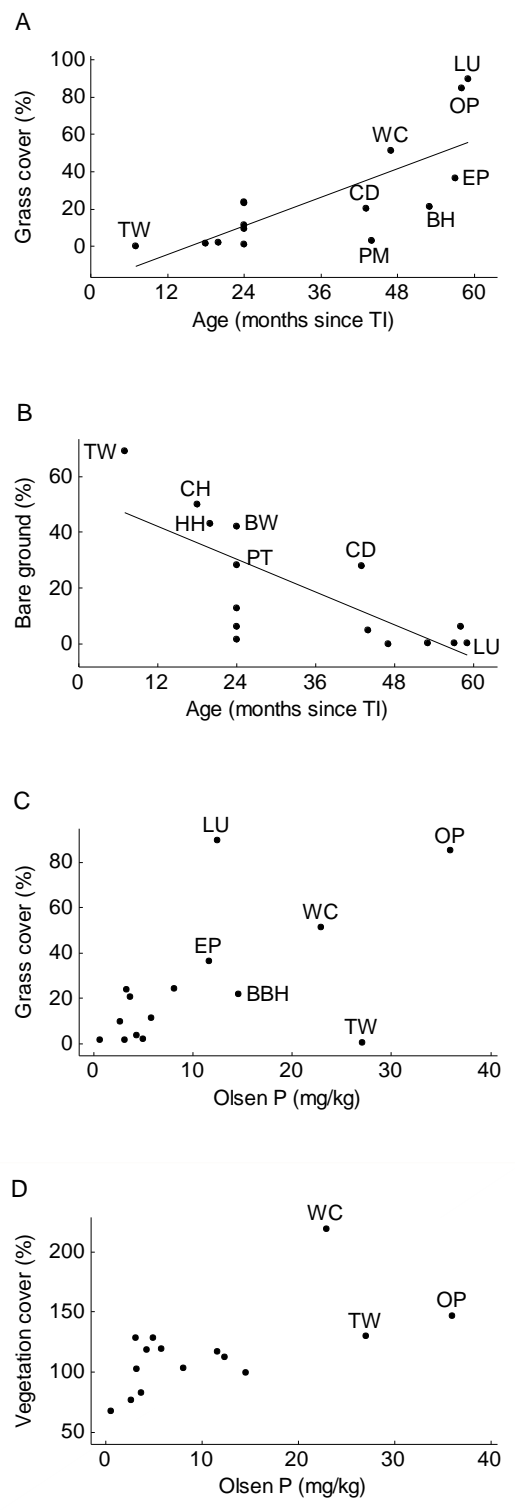 A
100
80
60
40
20
0
Grass cover (%)
LU
OP
WC
EP
CD
BH
TW
PM
0 12 24 36 48 60
Age (months since TI)
B
60
40
20
0
Bare ground (%)
TW
CH
HH
BW
PT
CD
LU
0 12 24 36 48 60
Age (months since TI)
C
80
60
40
20
0
Grass cover (%)
LU
OP
WC
EP
BBH
TW
0 10 20 30 40
Olsen P (mg/kg)
D
200
150
100
50
Vegetation cover (%)
WC
OP
TW
0 10 20 30 40
Olsen P (mg/kg)